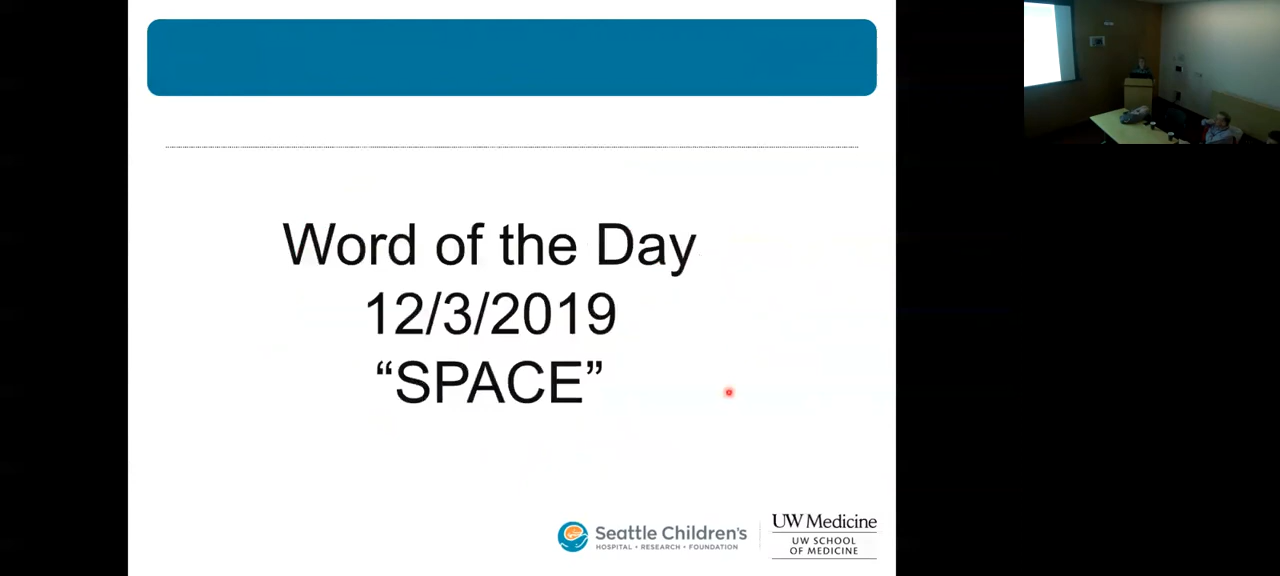 Word of the Day
12/3/2019
“SPACE”
Seattle Children's
HOSPITAL • RESEARCH • FOUNDATION
UW Medicine
UW SCHOOL
OF MEDICINE